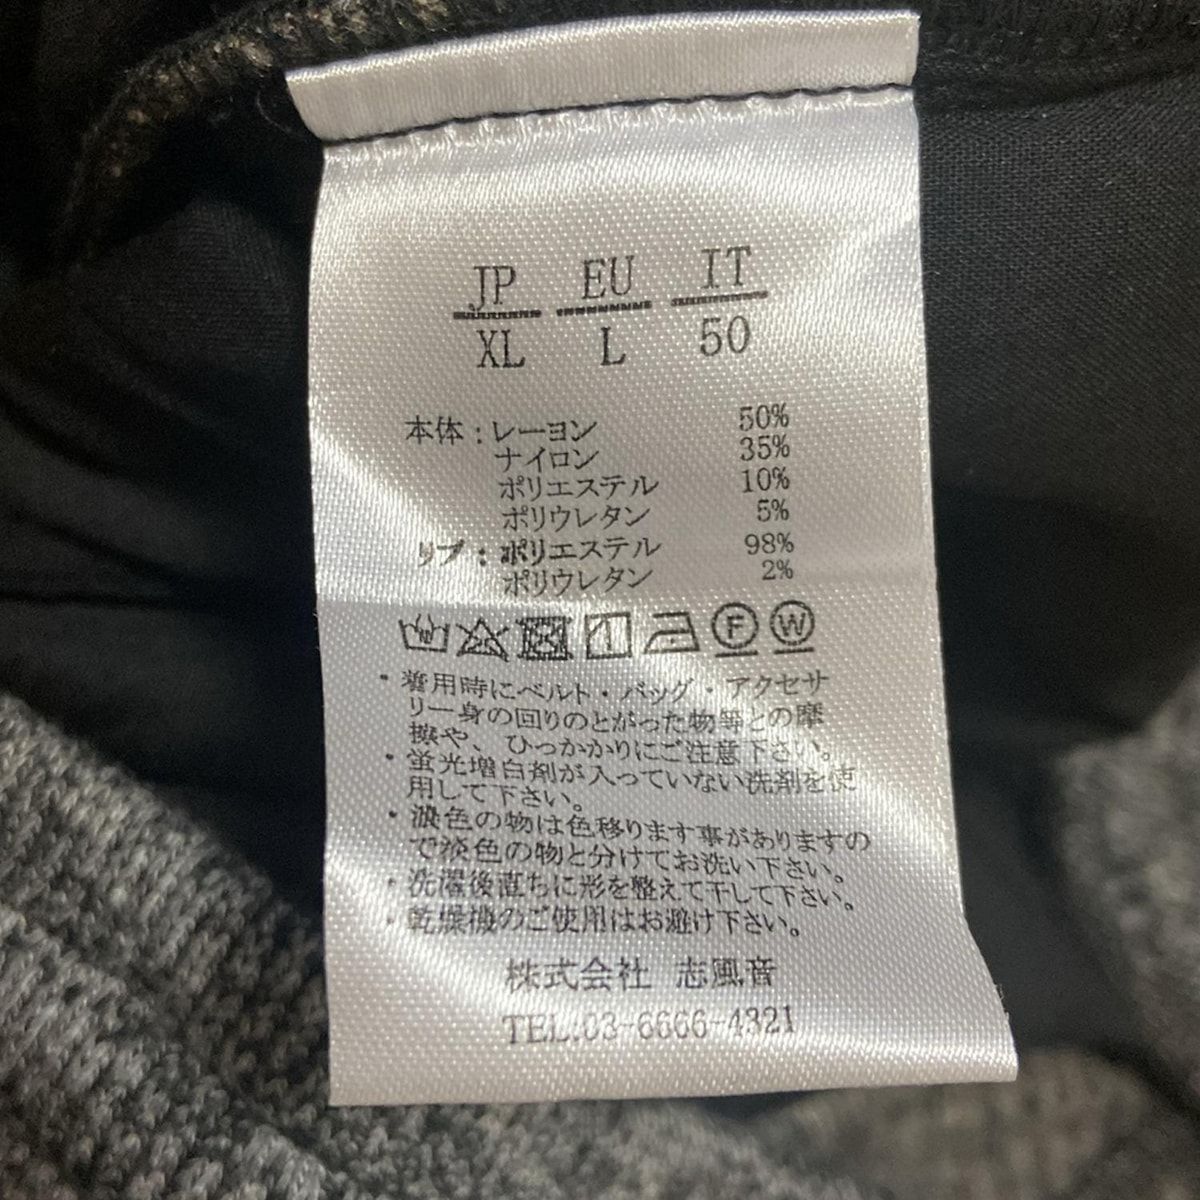 JP EU IT
XL L 50
本体：レーヨン 50%
ナイロン 35%
ポリエステル 10%
ポリウレタン 5%
リブ：ポリエステル 98%
ポリウレタン 2%
F W
・着用時にベルト・バッグ・アクセサ
リー身の回りのとがった物等との摩
擦や、ひっかかりにご注意下さい。
・蛍光増白剤が入っていない洗剤を使
用して下さい。
・濃色の物は色移りします事がありますの
で淡色の物と分けてお洗い下さい。
・洗濯後直ちに形を整えて干して下さい。
・乾燥機のご使用はお避け下さい。
株式会社 志風音
TEL:03-6666-4321